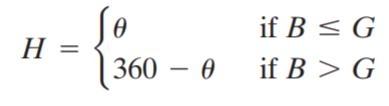 H = { θ if B ≤ G
360 − θ if B > G